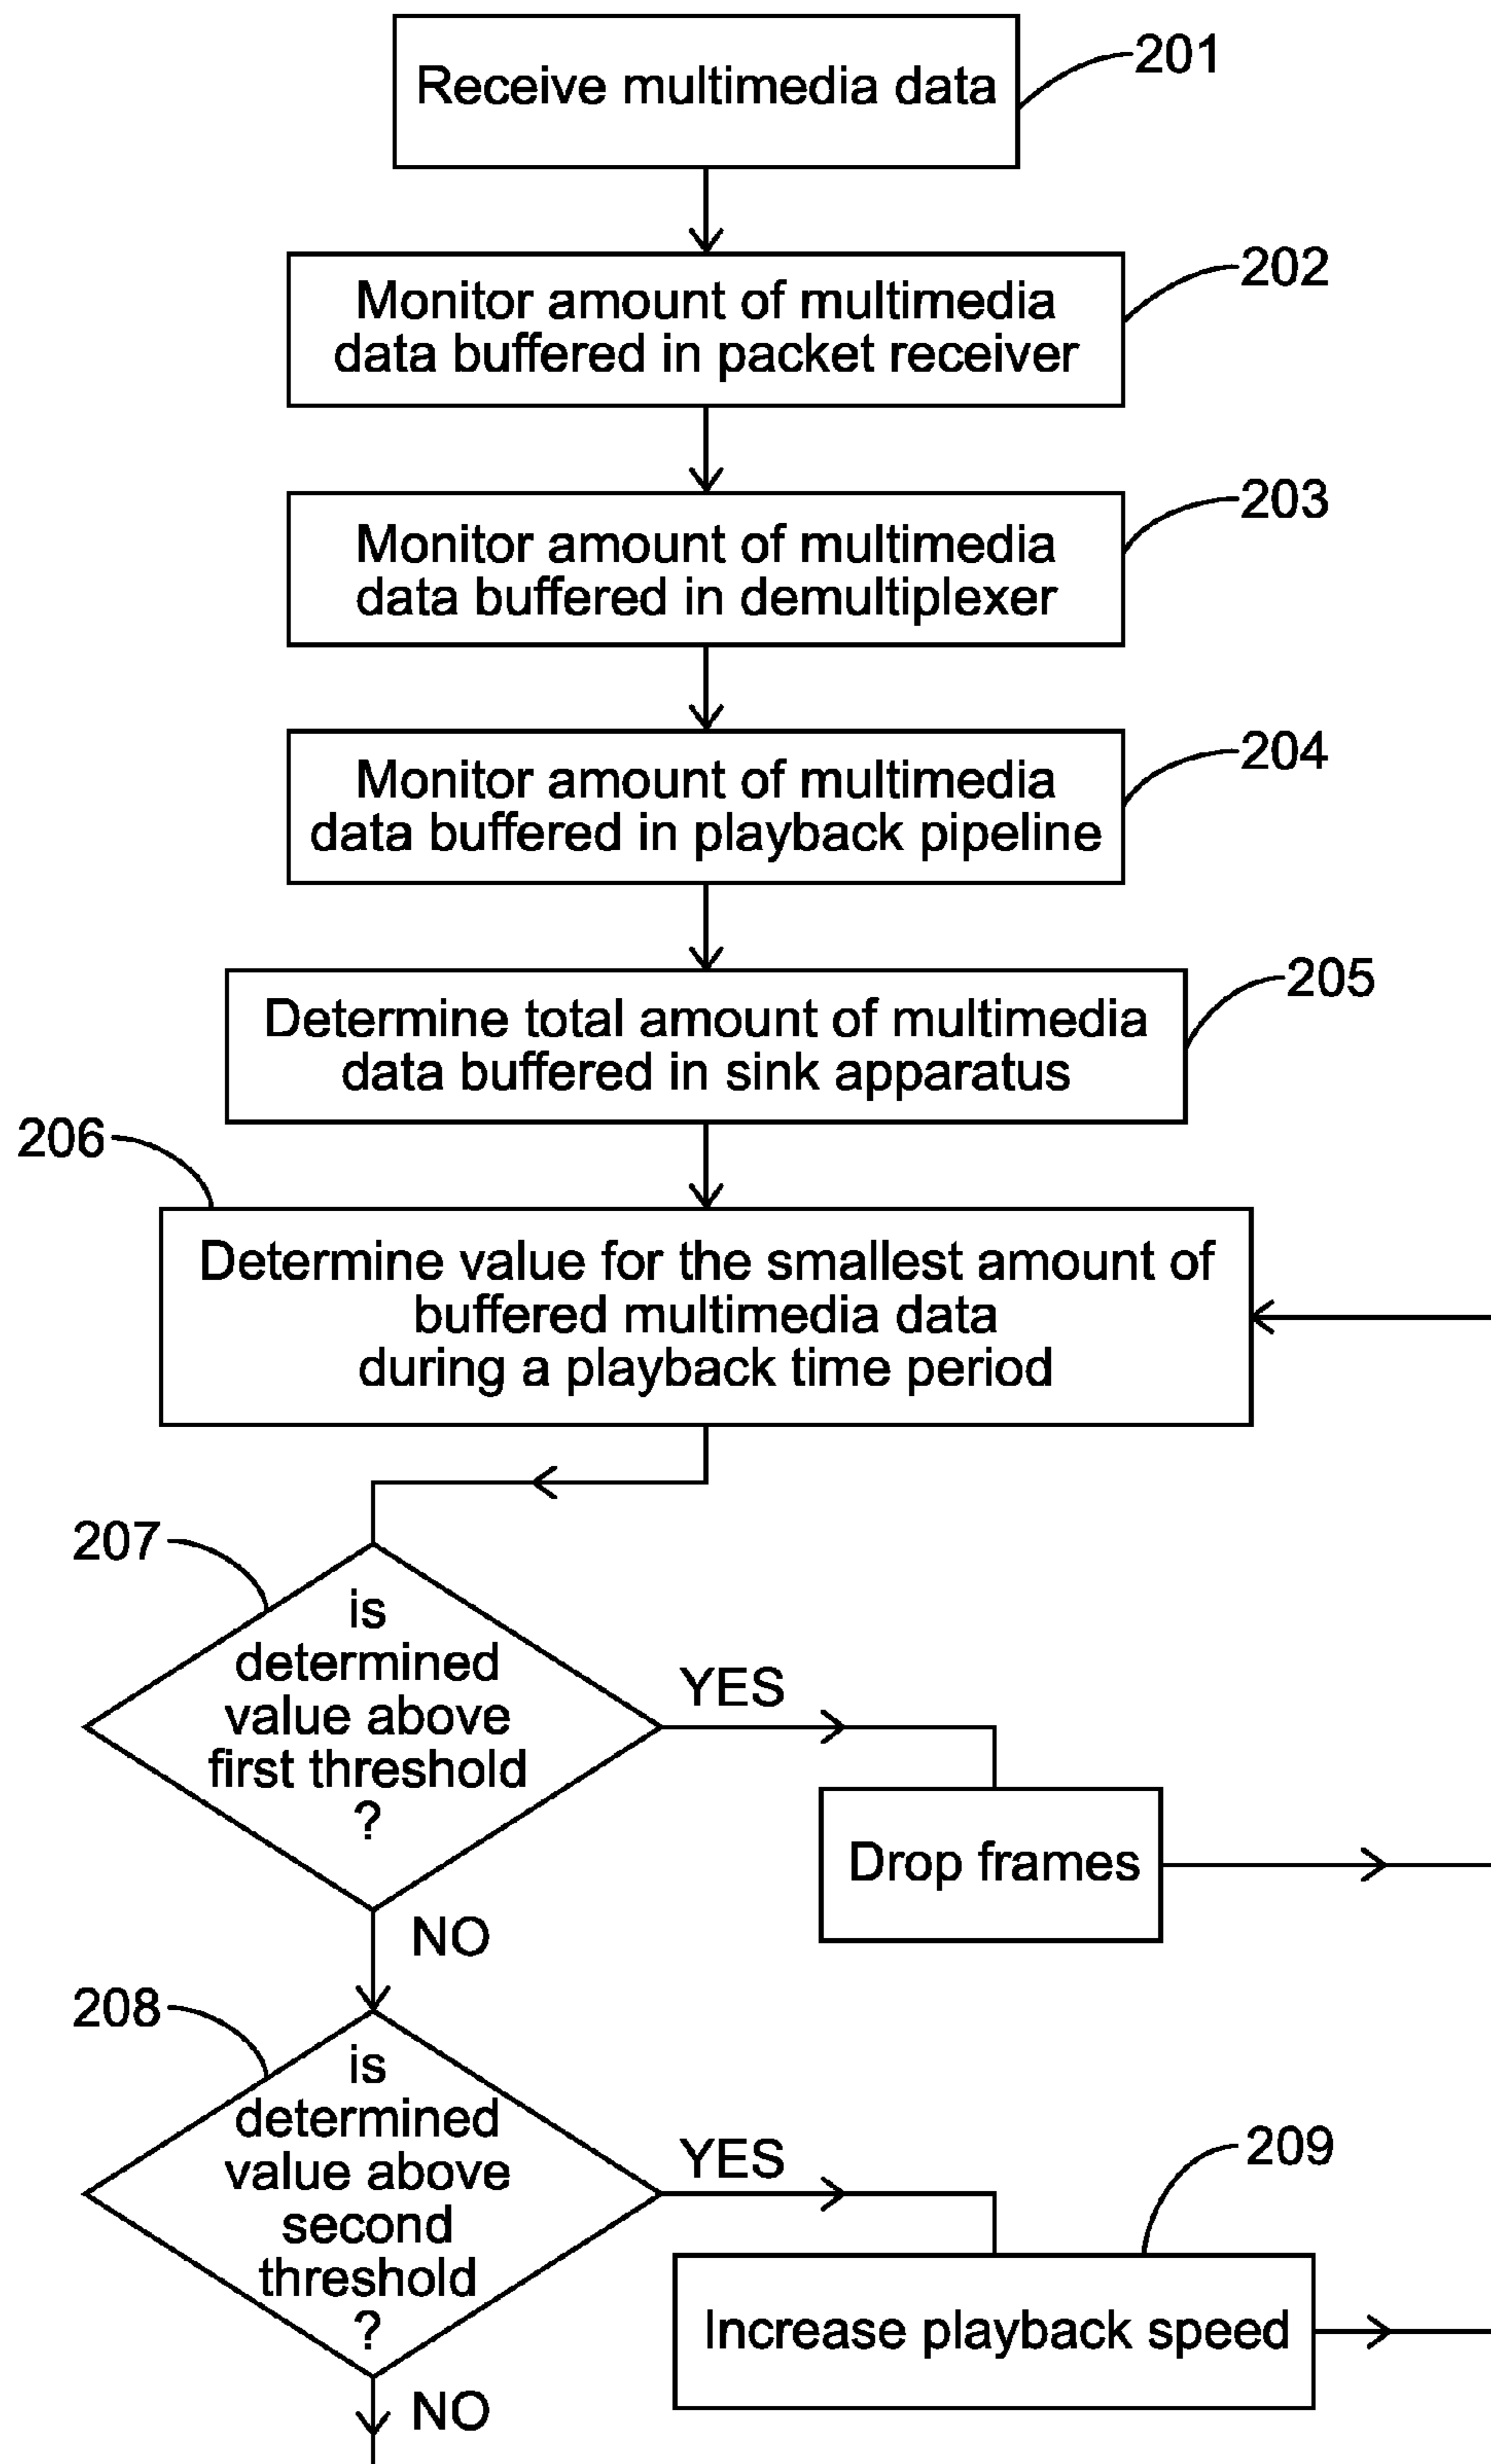 Receive multimedia data
201
Monitor amount of multimedia
data buffered in packet receiver
202
Monitor amount of multimedia
data buffered in demultiplexer
203
Monitor amount of multimedia
data buffered in playback pipeline
204
Determine total amount of multimedia
data buffered in sink apparatus
205
206
Determine value for the smallest amount of
buffered multimedia data
during a playback time period
207
is
determined
value above
first threshold
?
YES
Drop frames
NO
208
is
determined
value above
second
threshold
?
YES
209
Increase playback speed
NO